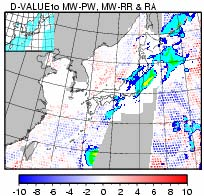 D-VALUE to MW-PW, MW-RR & RA
-10 -8 -6 -4 -2 0 2 4 6 8 10